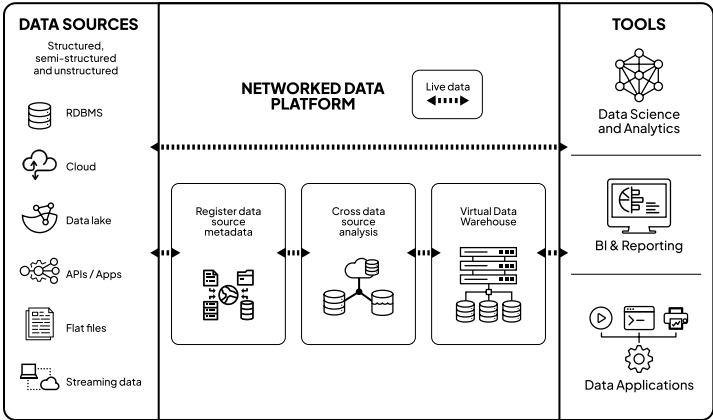 DATA SOURCES
Structured,
semi-structured
and unstructured
RDBMS
Cloud
Data lake
APIs / Apps
Flat files
Streaming data
NETWORKED DATA
PLATFORM
Live data
Register data
source
metadata
Cross data
source
analysis
Virtual Data
Warehouse
TOOLS
Data Science
and Analytics
BI & Reporting
Data Applications